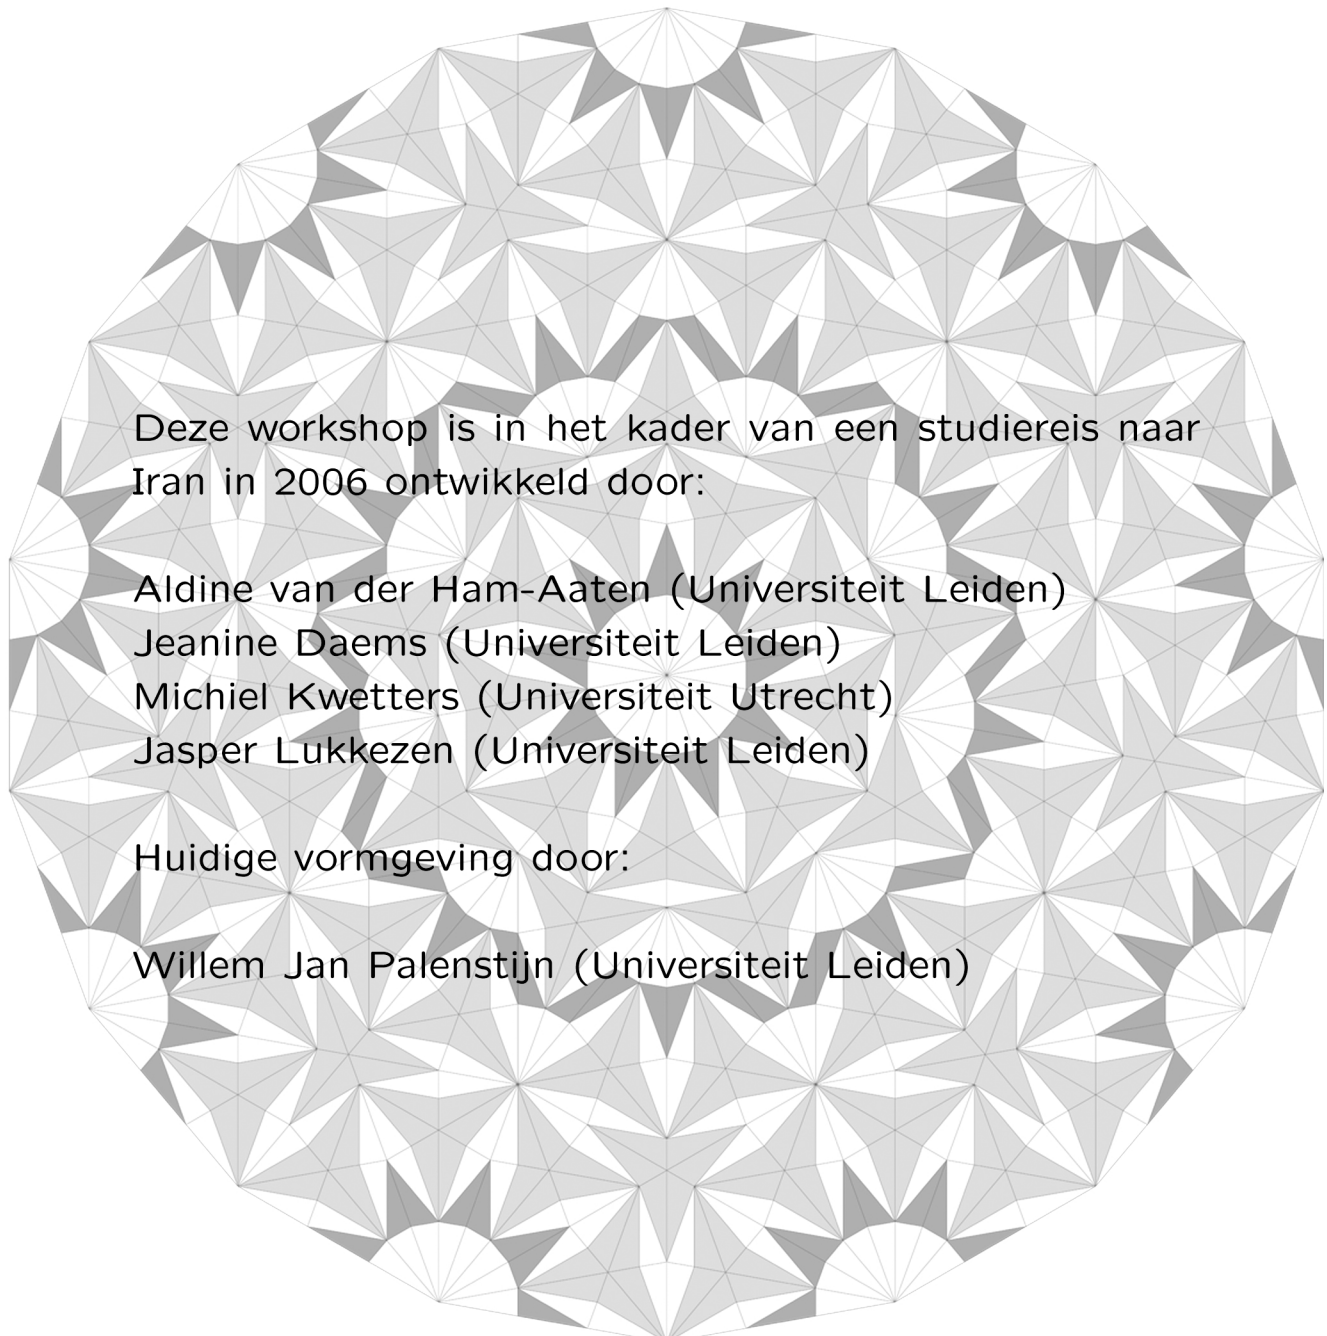 Deze workshop is in het kader van een studiereis naar
Iran in 2006 ontwikkeld door:
Aldine van der Ham-Aaten (Universiteit Leiden)
Jeanine Daems (Universiteit Leiden)
Michiel Kwetters (Universiteit Utrecht)
Jasper Lukkezen (Universiteit Leiden)
Huidige vormgeving door:
Willem Jan Palenstijn (Universiteit Leiden)